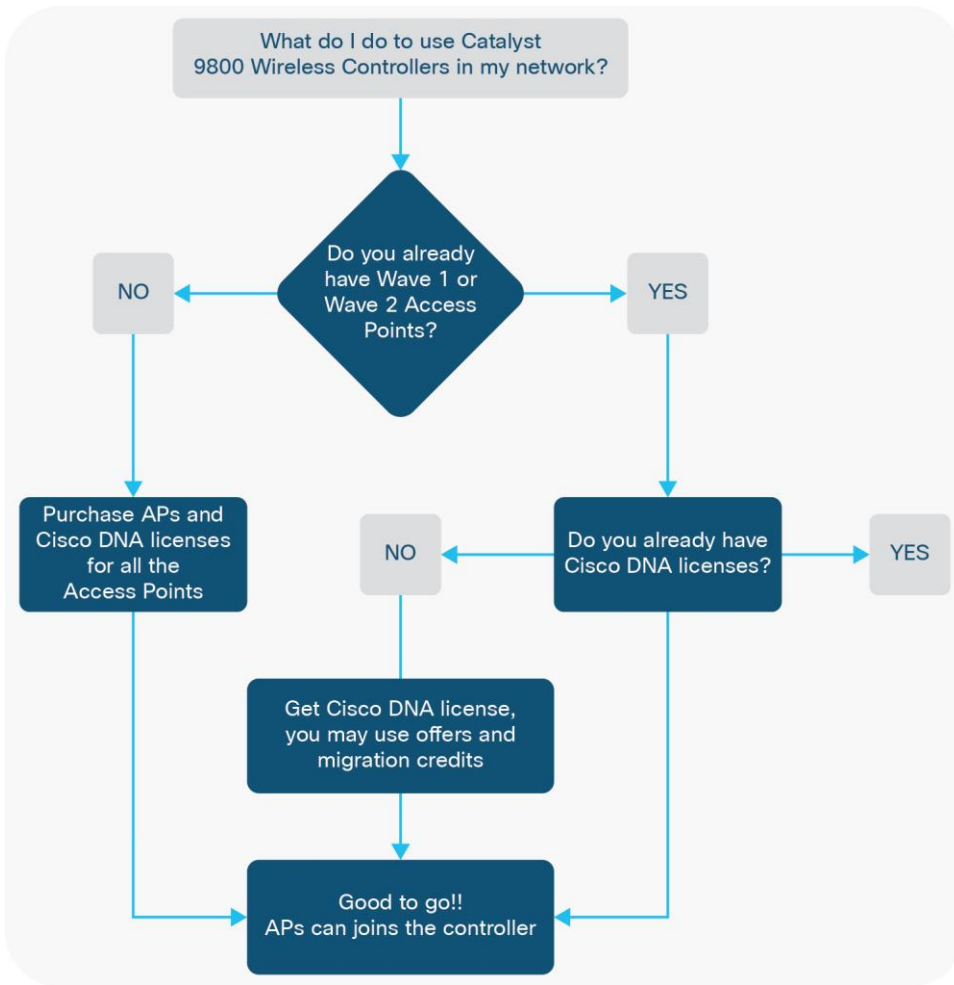 What do I do to use Catalyst
9800 Wireless Controllers in my network?
Do you already
have Wave 1 or
Wave 2 Access
Points?
NO
YES
Purchase APs and
Cisco DNA licenses
for all the
Access Points
NO
Do you already have
Cisco DNA licenses?
YES
Get Cisco DNA license,
you may use offers and
migration credits
Good to go!!
APs can joins the controller